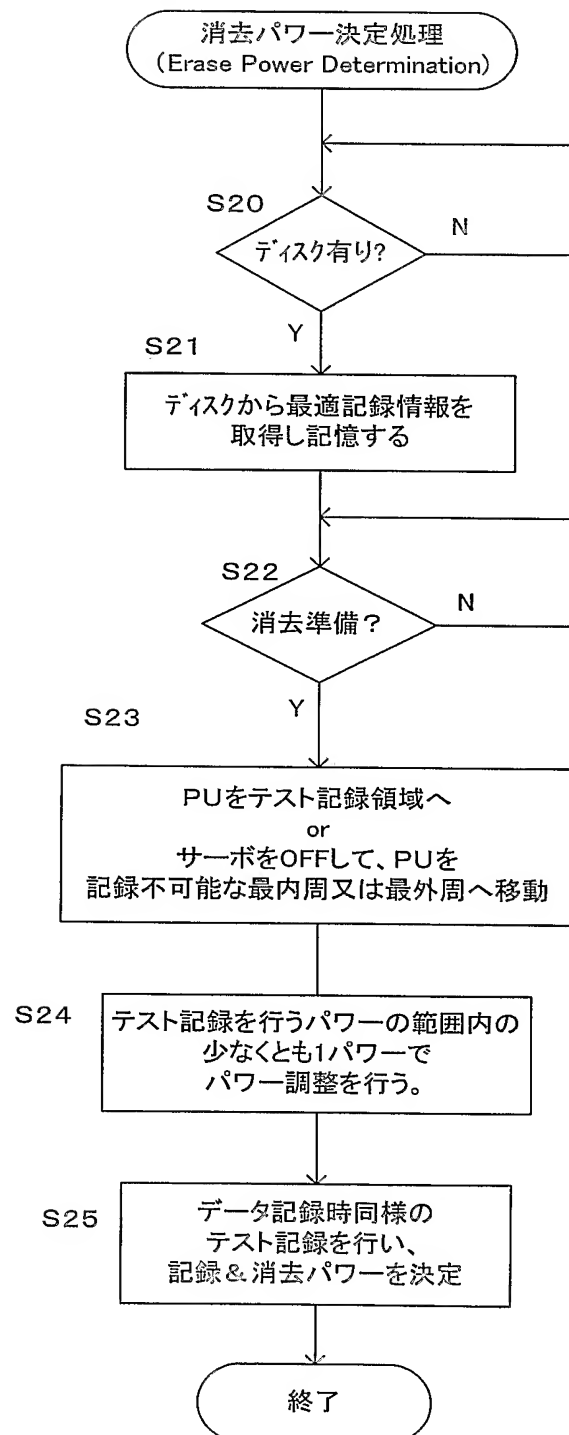 消去パワー決定処理
(Erase Power Determination)
S20
N
ディスク有り?
Y
S21
ディスクから最適記録情報を
取得し記憶する
S22
N
消去準備?
Y
S23
PUをテスト記録領域へ
or
サーボをOFFして、PUを
記録不可能な最内周又は最外周へ移動
S24
テスト記録を行うパワーの範囲内の
少なくとも1パワーで
パワー調整を行う。
S25
データ記録時同様の
テスト記録を行い、
記録&消去パワーを決定
終了